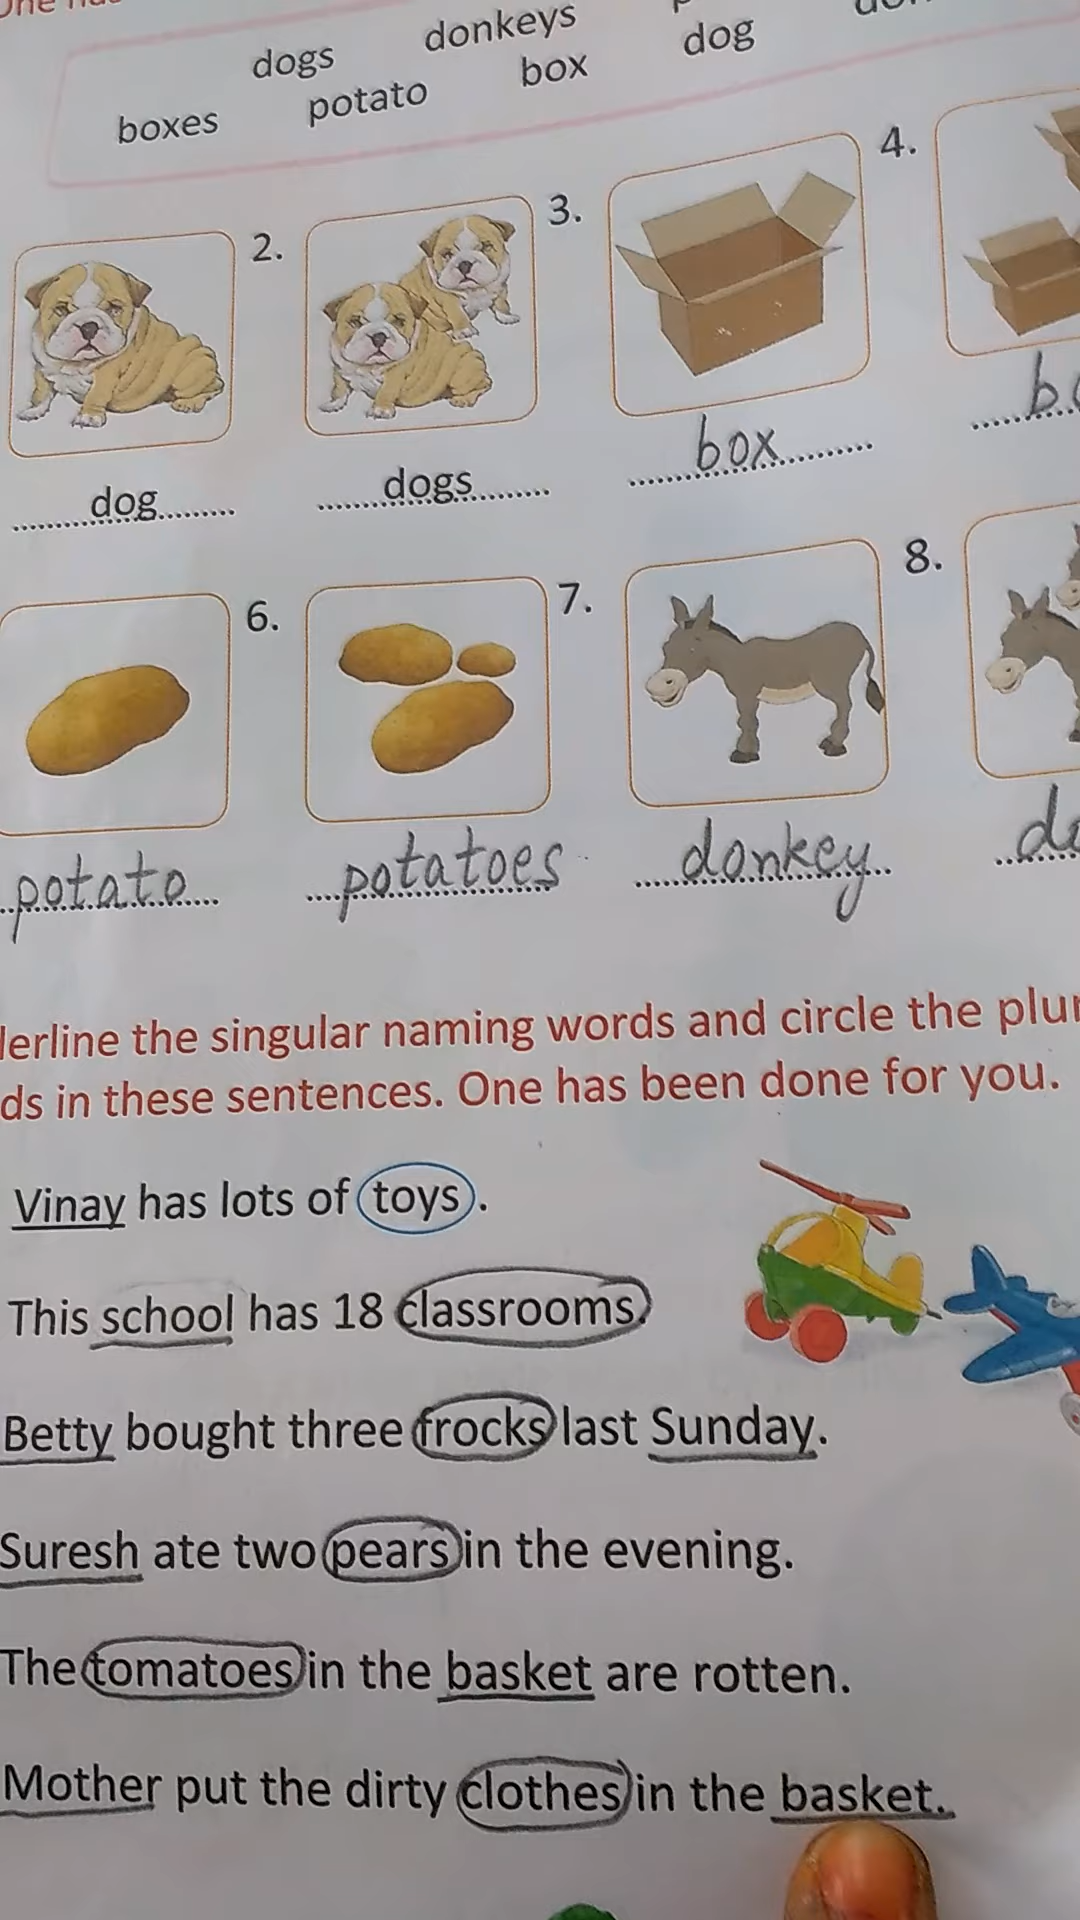 dogs donkeys dog
boxes potato box
2. 3. 4.
dog dogs box
6. 7. 8.
potato potatoes donkey
the singular naming words and circle the
in these sentences. One has been done for you.
Vinay has lots of toys.
This school has 18 classrooms.
Betty bought three frocks last Sunday.
Suresh ate two pears in the evening.
The tomatoes in the basket are rotten.
Mother put the dirty clothes in the basket.